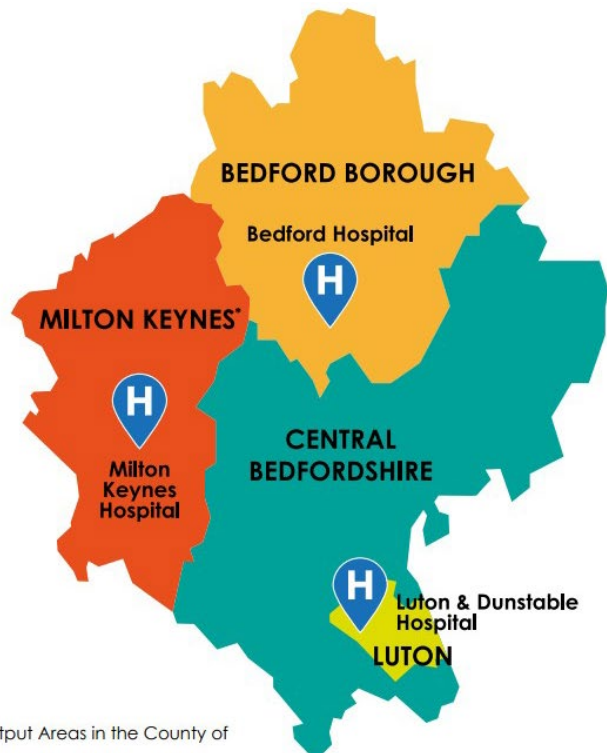 BEDFORD BOROUGH
Bedford Hospital
H
MILTON KEYNES*
H
Milton
Keynes
Hospital
CENTRAL
BEDFORDSHIRE
H
Luton & Dunstable
Hospital
LUTON
Areas in the County of